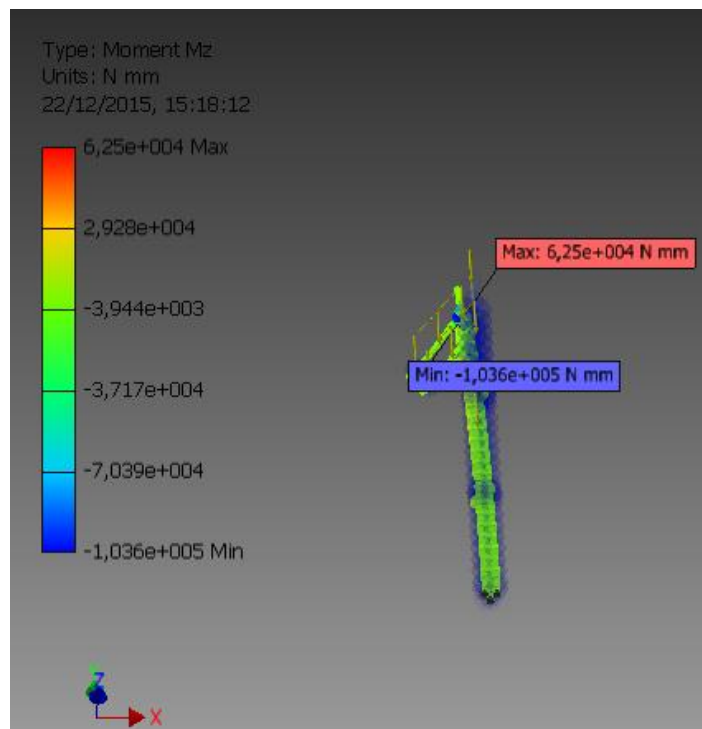 Type: Moment Mz
Units: N mm
22/12/2015, 15:18:12
6,25e+004 Max
2,928e+004
-3,944e+003
-3,717e+004
-7,039e+004
-1,036e+005 Min
Max: 6,25e+004 N mm
Min: -1,036e+005 N mm
Z
X